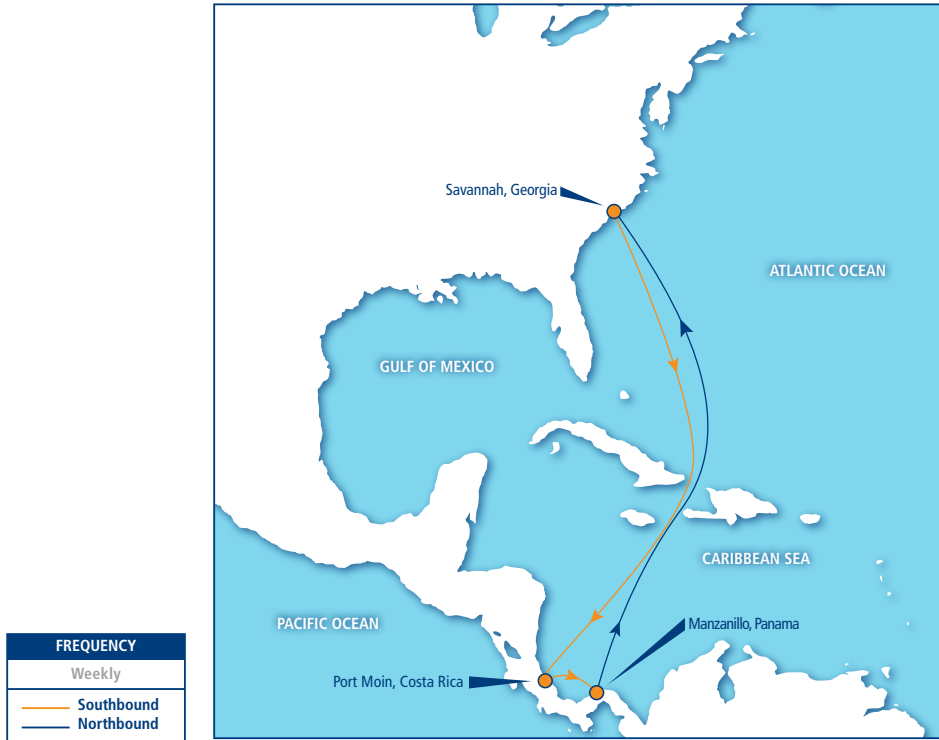 Savannah, Georgia
ATLANTIC OCEAN
GULF OF MEXICO
CARIBBEAN SEA
PACIFIC OCEAN
Manzanillo, Panama
Port Moin, Costa Rica
FREQUENCY
Weekly
Southbound
Northbound